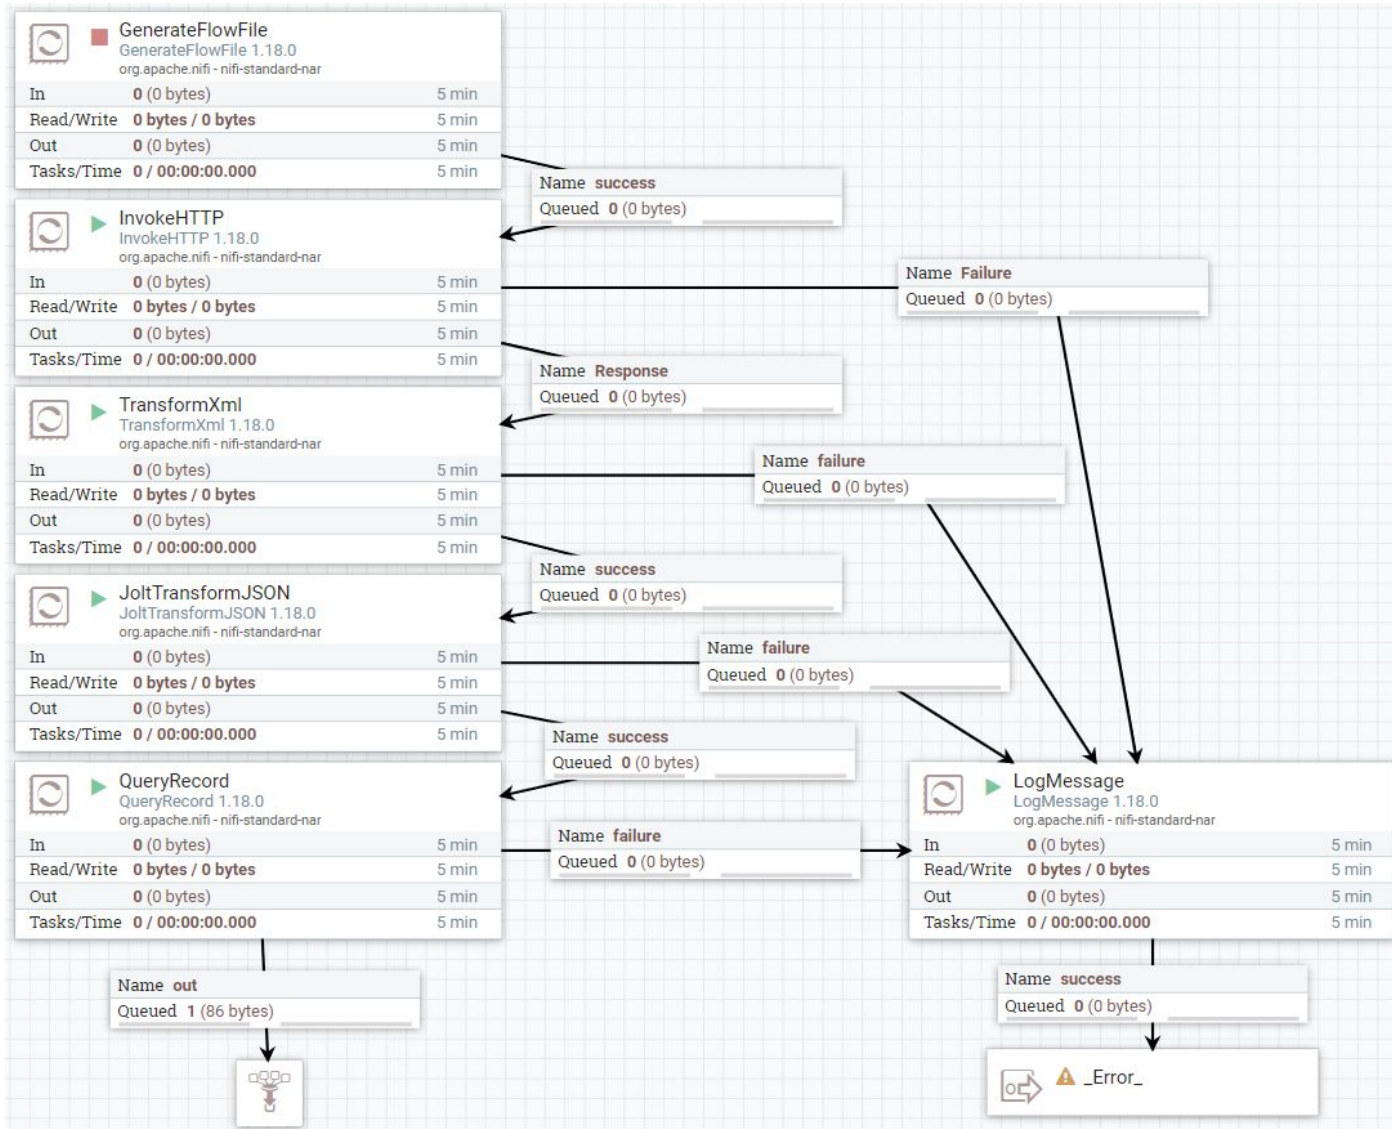 GenerateFlowFile
GenerateFlowFile 1.18.0
org.apache.nifi - nifi-standard-nar
In 0 (0 bytes) 5 min
Read/Write 0 bytes / 0 bytes 5 min
Out 0 (0 bytes) 5 min
Tasks/Time 0 / 00:00:00.000 5 min
Name success
Queued 0 (0 bytes)
InvokeHTTP
InvokeHTTP 1.18.0
org.apache.nifi - nifi-standard-nar
In 0 (0 bytes) 5 min
Read/Write 0 bytes / 0 bytes 5 min
Out 0 (0 bytes) 5 min
Tasks/Time 0 / 00:00:00.000 5 min
Name Failure
Queued 0 (0 bytes)
Name Response
Queued 0 (0 bytes)
TransformXml
TransformXml 1.18.0
org.apache.nifi - nifi-standard-nar
In 0 (0 bytes) 5 min
Read/Write 0 bytes / 0 bytes 5 min
Out 0 (0 bytes) 5 min
Tasks/Time 0 / 00:00:00.000 5 min
Name failure
Queued 0 (0 bytes)
Name success
Queued 0 (0 bytes)
JoltTransformJSON
JoltTransformJSON 1.18.0
org.apache.nifi - nifi-standard-nar
In 0 (0 bytes) 5 min
Read/Write 0 bytes / 0 bytes 5 min
Out 0 (0 bytes) 5 min
Tasks/Time 0 / 00:00:00.000 5 min
Name failure
Queued 0 (0 bytes)
Name success
Queued 0 (0 bytes)
QueryRecord
QueryRecord 1.18.0
org.apache.nifi - nifi-standard-nar
In 0 (0 bytes) 5 min
Read/Write 0 bytes / 0 bytes 5 min
Out 0 (0 bytes) 5 min
Tasks/Time 0 / 00:00:00.000 5 min
Name failure
Queued 0 (0 bytes)
LogMessage
LogMessage 1.18.0
org.apache.nifi - nifi-standard-nar
In 0 (0 bytes) 5 min
Read/Write 0 bytes / 0 bytes 5 min
Out 0 (0 bytes) 5 min
Tasks/Time 0 / 00:00:00.000 5 min
Name out
Queued 1 (86 bytes)
Name success
Queued 0 (0 bytes)
_Error_